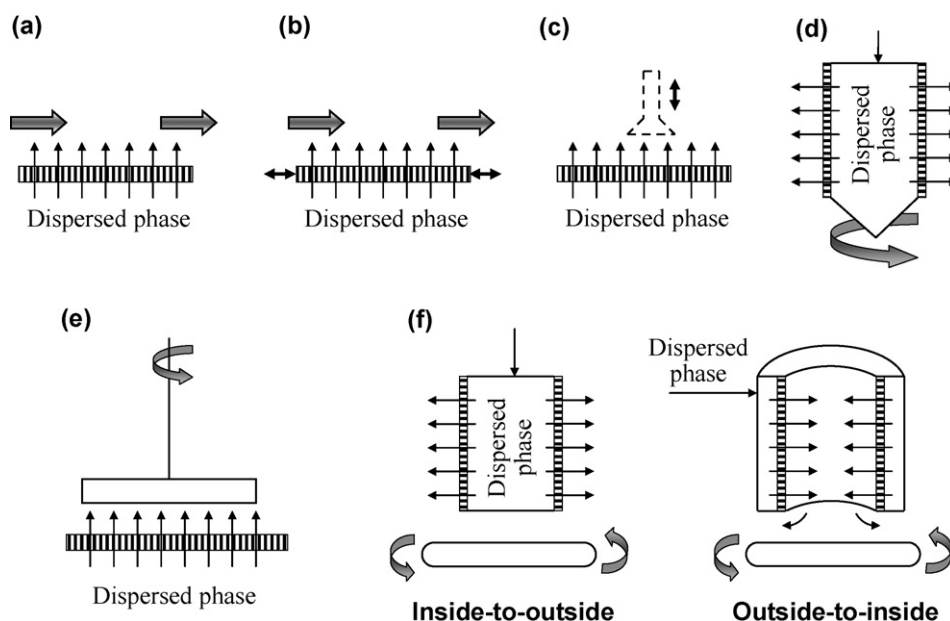 (a)
(b)
(c)
(d)
Dispersed phase
Dispersed phase
Dispersed phase
Dispersed
phase
(e)
(f)
Dispersed phase
Dispersed
phase
Dispersed
phase
Inside-to-outside
Outside-to-inside